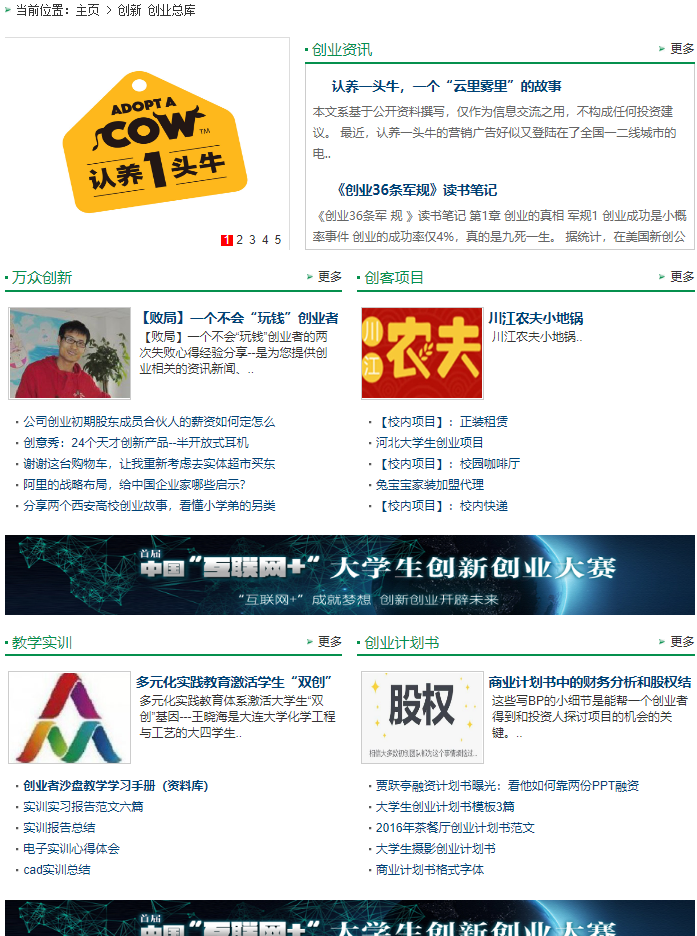 当前位置：主页 > 创新 创业总库
ADOPT A
COW TM
认养1头牛
1 2 3 4 5
创业资讯
更多
认养一头牛，一个“云里雾里”的故事
本文系基于公开资料撰写，仅作为信息交流之用，不构成任何投资建
议。 最近，认养一头牛的营销广告好似又登陆在了全国一二线城市的
电..
《创业36条军规》读书笔记
《创业36条军 规 》读书笔记 第1章 创业的真相 军规1 创业成功是小概
率事件 创业的成功率仅4%，真的是九死一生。 据统计，在美国新创公
万众创新
更多
【败局】一个不会“玩钱”创业者
【败局】一个不会“玩钱”创业者的两
次失败心得经验分享--是为您提供创
业相关的资讯新闻、..
公司创业初期股东成员合伙人的薪资如何定怎么
创意秀：24个天才创新产品--半开放式耳机
谢谢这台购物车，让我重新考虑去实体超市买东
阿里的战略布局，给中国企业家哪些启示？
分享两个西安高校创业故事，看懂小学弟的另类
创客项目
更多
川江
农夫
川江农夫小地锅
川江农夫小地锅..
【校内项目】：正装租赁
河北大学生创业项目
【校内项目】：校园咖啡厅
免宝宝家装加盟代理
【校内项目】：校内快递
首届
中国“互联网+”大学生创新创业大赛
“互联网+”成就梦想 创新创业开辟未来
教学实训
更多
多元化实践教育激活学生“双创”
多元化实践教育体系激活大学生“双
创”基因---王晓海是大连大学化学工程
与工艺的大四学生..
创业者沙盘教学学习手册（资料库）
实训实习报告范文六篇
实训报告总结
电子实训心得体会
cad实训总结
创业计划书
更多
股权
相信大多数初创团队都为这个事情痛苦过...
商业计划书中的财务分析和股权结
这些写BP的小细节是能帮一个创业者
得到和投资人探讨项目的机会的关
键。..
贾跃亭融资计划书曝光：看他如何靠两份PPT融资
大学生创业计划书模板3篇
2016年茶餐厅创业计划书范文
大学生摄影创业计划书
商业计划书格式字体
首届
中国“互联网+”大学生创新创业大赛